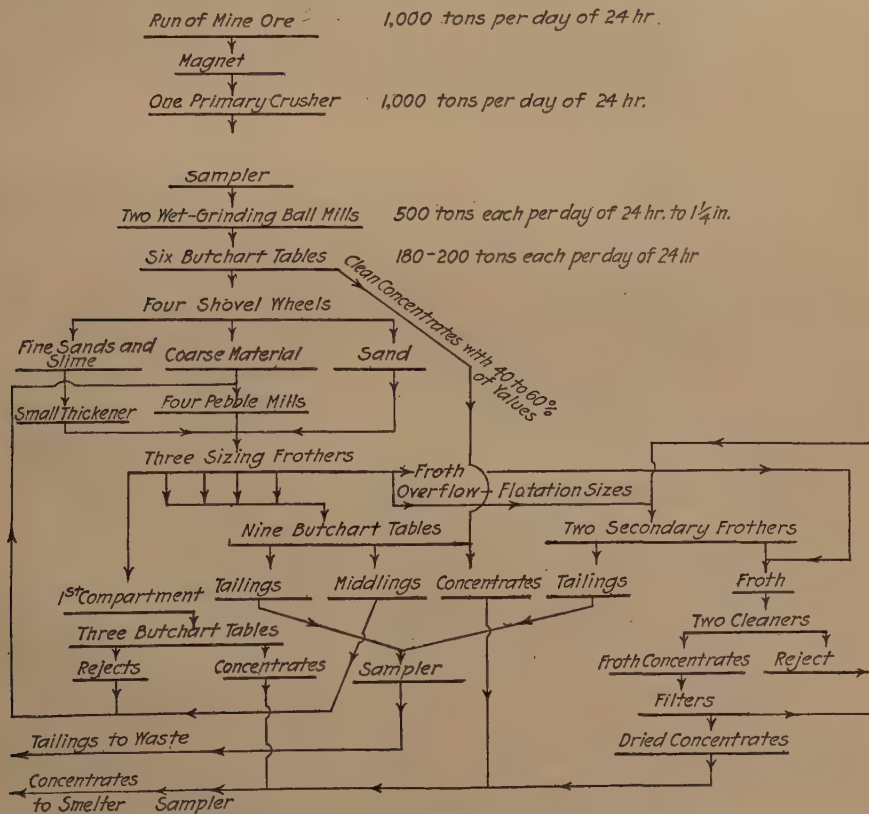 Run of Mine Ore 1,000 tons per day of 24 hr.
Magnet
One Primary Crusher 1,000 tons per day of 24 hr.
Sampler
Two Wet-Grinding Ball Mills 500 tons each per day of 24 hr. to 1 1/4 in.
Six Butchart Tables 180-200 tons each per day of 24 hr
Clean Concentrates with 40 to 60%
of Values
Four Shovel Wheels
Fine Sands and
Slime
Coarse Material
Sand
Small Thickener
Four Pebble Mills
Three Sizing Frothers
Froth
Overflow - Flatation Sizes
Nine Butchart Tables
Two Secondary Frothers
1st Compartment
Tailings
Middlings
Concentrates
Tailings
Froth
Three Butchart Tables
Two Cleaners
Rejects
Concentrates
Sampler
Froth Concentrates
Reject
Filters
Tailings to Waste
Dried Concentrates
Concentrates
to Smelter
Sampler